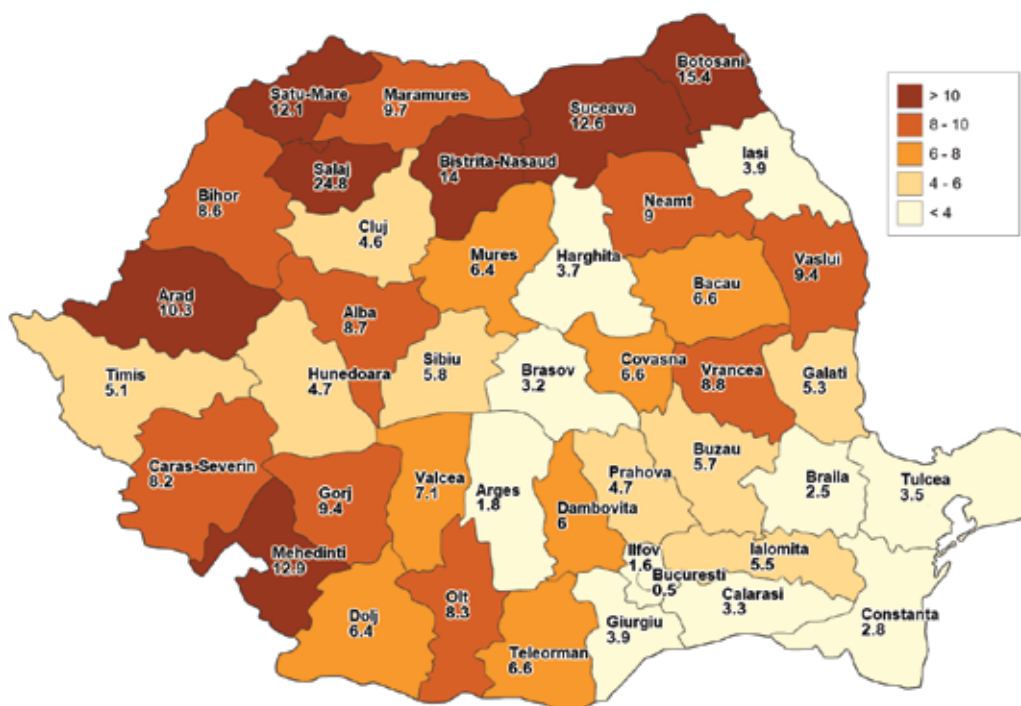 Botosani
15.4
Satu-Mare
12.1
Maramures
9.7
Suceava
12.6
> 10
8 - 10
6 - 8
4 - 6
< 4
Iasi
3.9
Salaj
24.8
Bistrita-Nasaud
14
Bihor
8.6
Neamt
9
Cluj
4.6
Mures
6.4
Harghita
3.7
Vaslui
9.4
Bacau
6.6
Arad
10.3
Alba
8.7
Timis
5.1
Hunedoara
4.7
Sibiu
5.8
Brasov
3.2
Covasna
6.6
Vrancea
8.8
Galati
5.3
Caras-Severin
8.2
Gorj
9.4
Valcea
7.1
Arges
1.8
Dambovita
6
Prahova
4.7
Buzau
5.7
Braila
2.5
Tulcea
3.5
Mehedinti
12.9
Ilfov
1.6
Bucuresti
0.5
Ialomita
5.5
Calarasi
3.3
Constanta
2.8
Dolj
6.4
Olt
8.3
Teleorman
6.6
Giurgiu
3.9